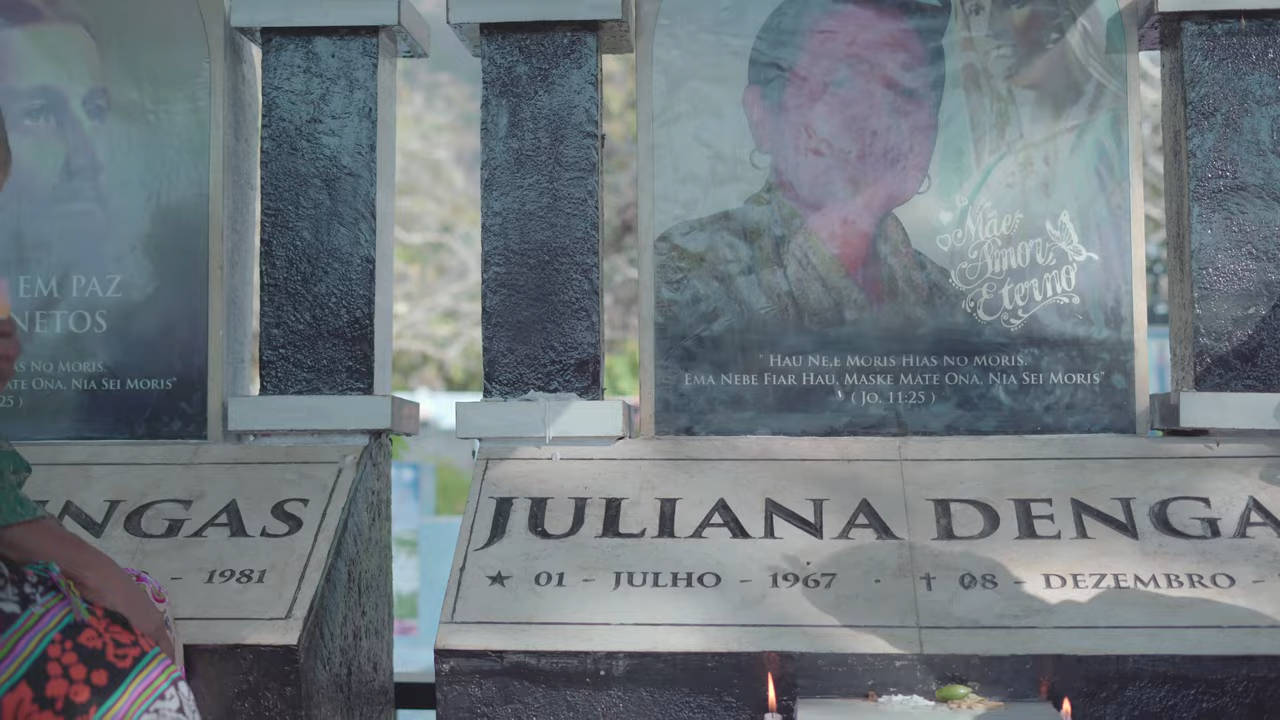 EM PAZ
NETOS
AS NO MORIS.
ATE ONA. NIA SEI MORIS"
25 )
Mãe
Amor
Eterno
" HAU NE,E MORIS HIAS NO MORIS.
EMA NEBE FIAR HAU, MASKE MATE ONA. NIA SEI MORIS"
( JO. 11:25 )
INGAS
- 1981
JULIANA DENGA
★ 01 - JULHO - 1967 · † 08 - DEZEMBRO -